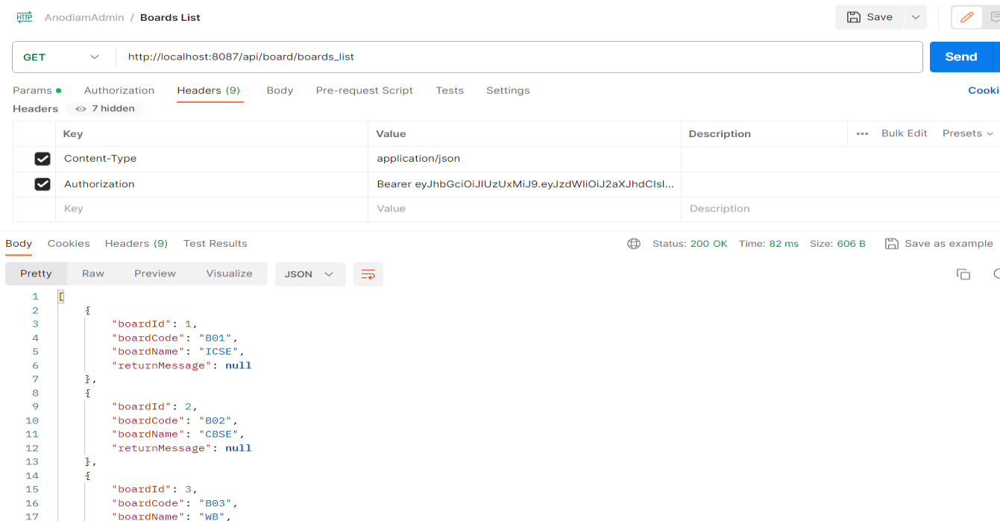 HTTP AnodiamAdmin / Boards List Save
GET http://localhost:8087/api/board/boards_list Send
Params Authorization Headers (9) Body Pre-request Script Tests Settings Cooki
Headers 7 hidden
Key Value Description Bulk Edit Presets
Content-Type application/json
Authorization Bearer eyJhbGciOiJIUzUxMiJ9.eyJzdWIiOiJ2aXJhdCIsI...
Key Value Description
Body Cookies Headers (9) Test Results Status: 200 OK Time: 82 ms Size: 606 B Save as example
Pretty Raw Preview Visualize JSON
1 [
2 {
3 "boardId": 1,
4 "boardCode": "B01",
5 "boardName": "ICSE",
6 "returnMessage": null
7 },
8 {
9 "boardId": 2,
10 "boardCode": "B02",
11 "boardName": "CBSE",
12 "returnMessage": null
13 },
14 {
15 "boardId": 3,
16 "boardCode": "B03",
17 "boardName": "WB",